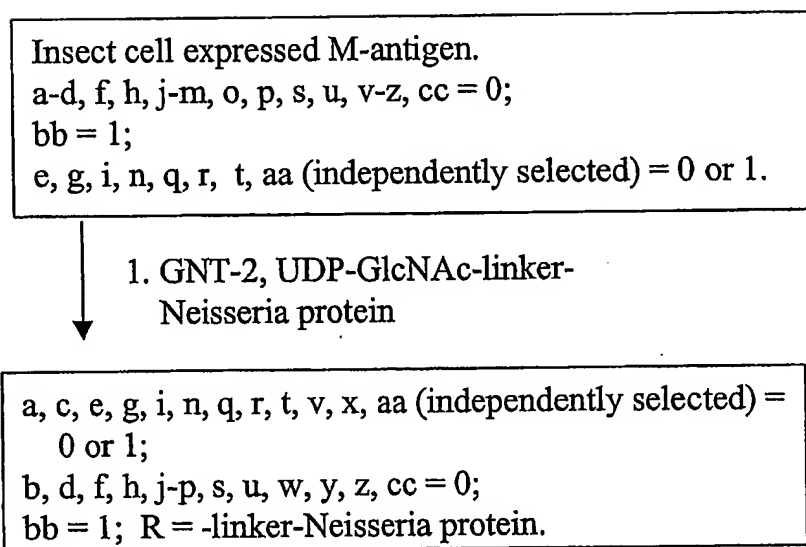 Insect cell expressed M-antigen.
a-d, f, h, j-m, o, p, s, u, v-z, cc = 0;
bb = 1;
e, g, i, n, q, r, t, aa (independently selected) = 0 or 1.
1. GNT-2, UDP-GlcNAc-linker-
Neisseria protein
a, c, e, g, i, n, q, r, t, v, x, aa (independently selected) =
0 or 1;
b, d, f, h, j-p, s, u, w, y, z, cc = 0;
bb = 1; R = -linker-Neisseria protein.